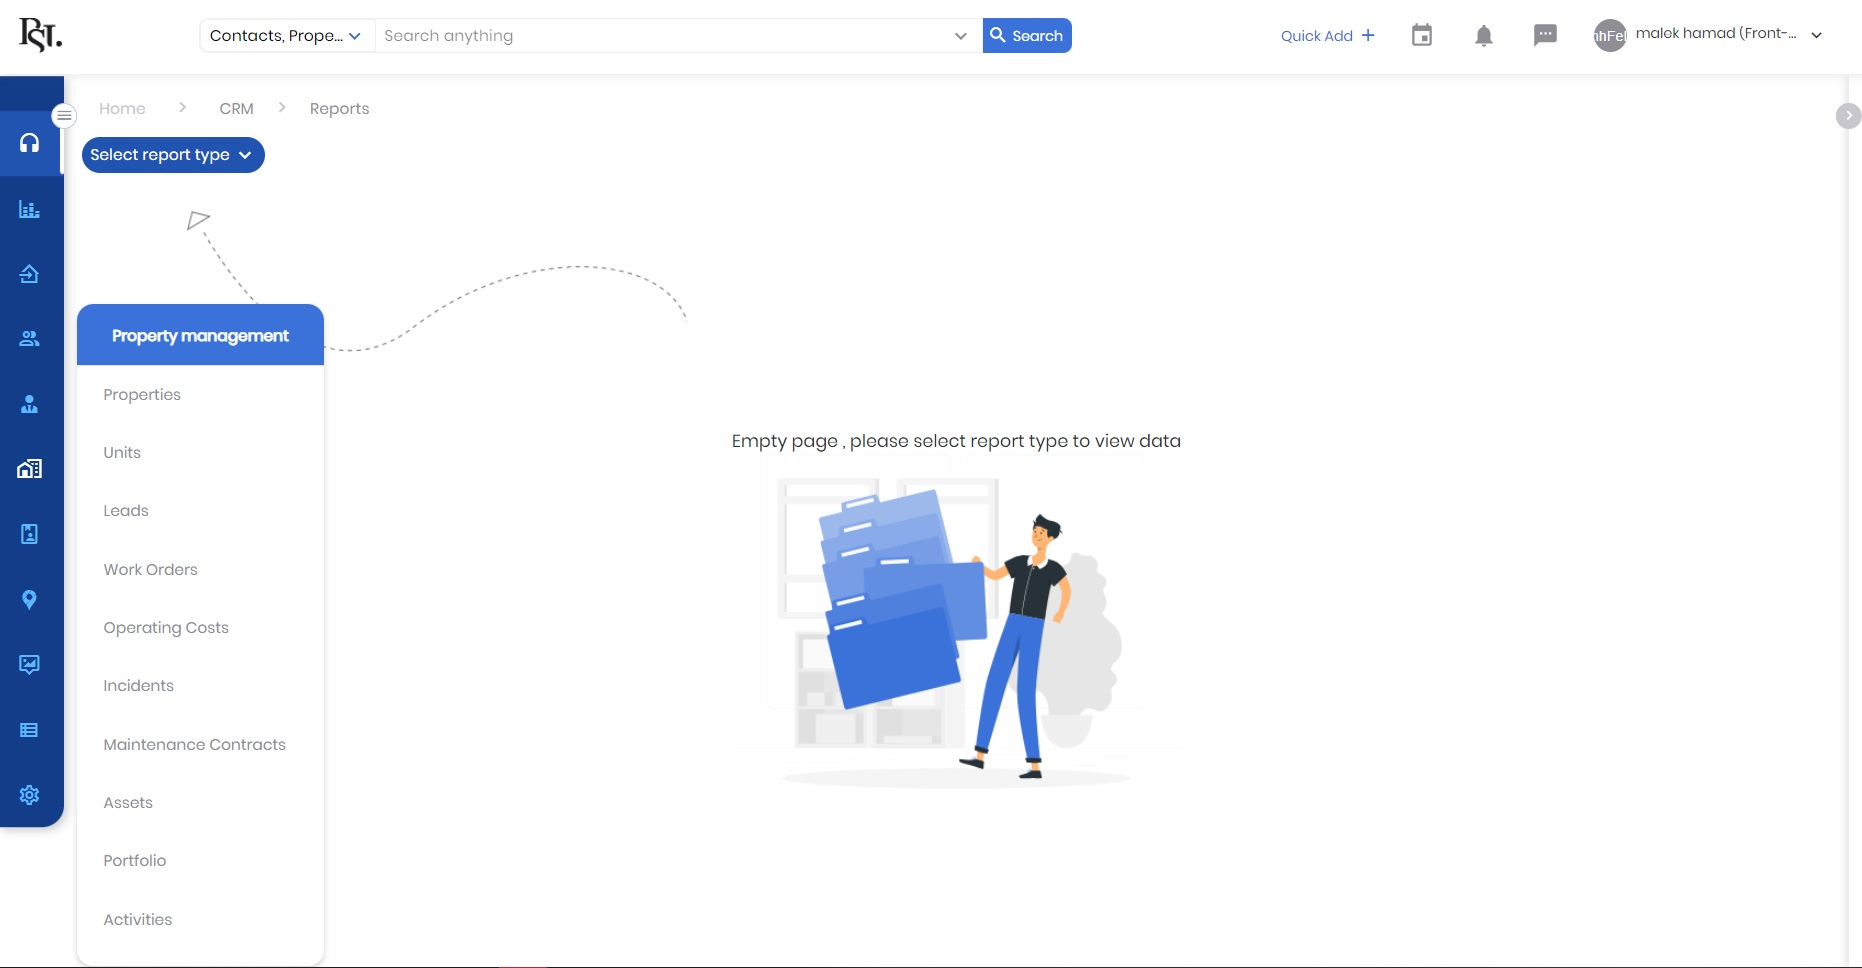 PSI.
Contacts, Prope...
Search anything
Search
Quick Add +
malek hamad (Front-...
Home > CRM > Reports
Select report type
Property management
Properties
Units
Leads
Work Orders
Operating Costs
Incidents
Maintenance Contracts
Assets
Portfolio
Activities
Empty page , please select report type to view data